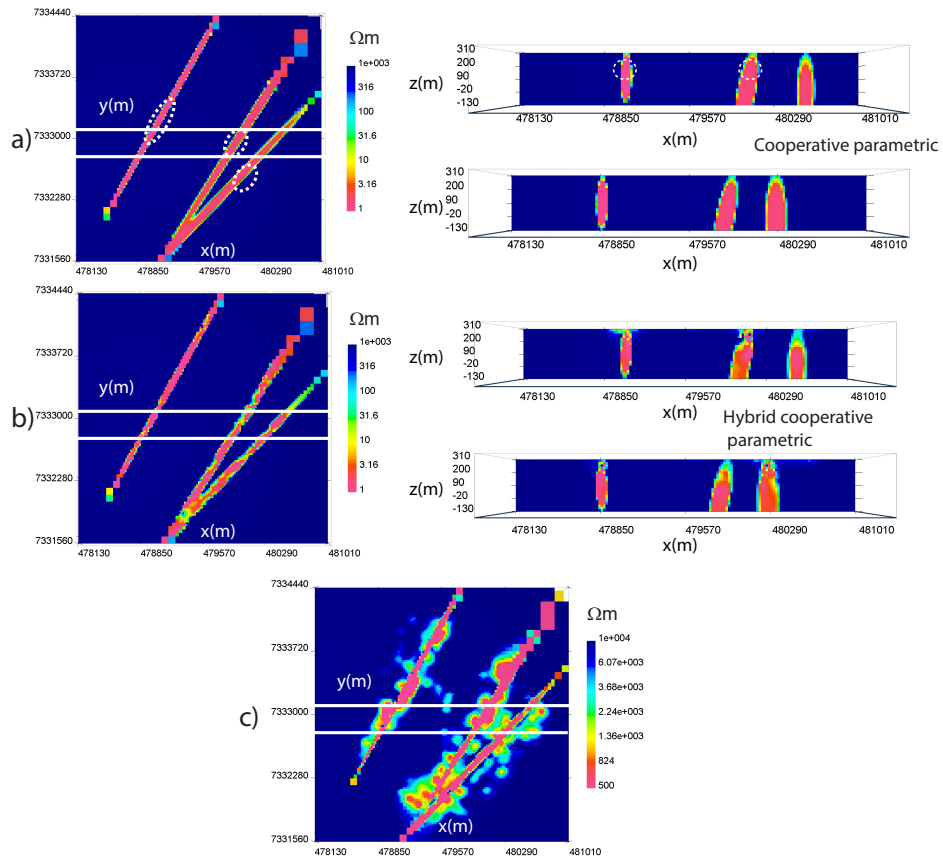 a)
7334440
7333720
7333000
7332280
7331560
y(m)
x(m)
478130 478850 479570 480290 481010
Ωm
1e+003
316
100
31.6
10
3.16
1
z(m)
310
200
90
-20
-130
478130 478850 479570 480290 481010
x(m)
Cooperative parametric
z(m)
310
200
90
-20
-130
478130 478850 479570 480290 481010
x(m)
b)
7334440
7333720
7333000
7332280
7331560
y(m)
x(m)
478130 478850 479570 480290 481010
Ωm
1e+003
316
100
31.6
10
3.16
1
z(m)
310
200
90
-20
-130
478130 478850 479570 480290 481010
x(m)
Hybrid cooperative
parametric
z(m)
310
200
90
-20
-130
478130 478850 479570 480290 481010
x(m)
c)
7334440
7333720
7333000
7332280
7331560
y(m)
x(m)
478130 478850 479570 480290 481010
Ωm
1e+004
6.07e+003
3.68e+003
2.24e+003
1.36e+003
824
500